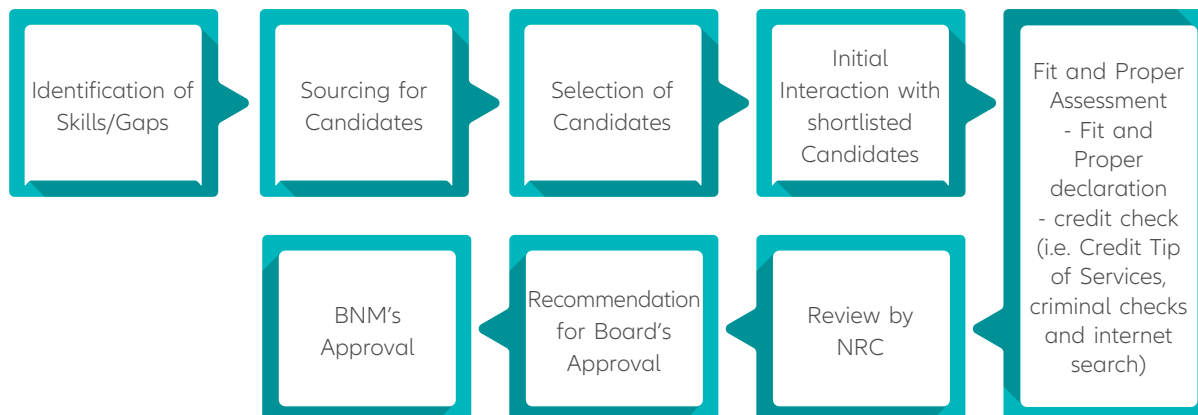 Identification of
Skills/Gaps
Sourcing for
Candidates
Selection of
Candidates
Initial
Interaction with
shortlisted
Candidates
Fit and Proper
Assessment
- Fit and
Proper
declaration
- credit check
(i.e. Credit Tip
of Services,
criminal checks
and internet
search)
Review by
NRC
Recommendation
for Board’s
Approval
BNM’s
Approval